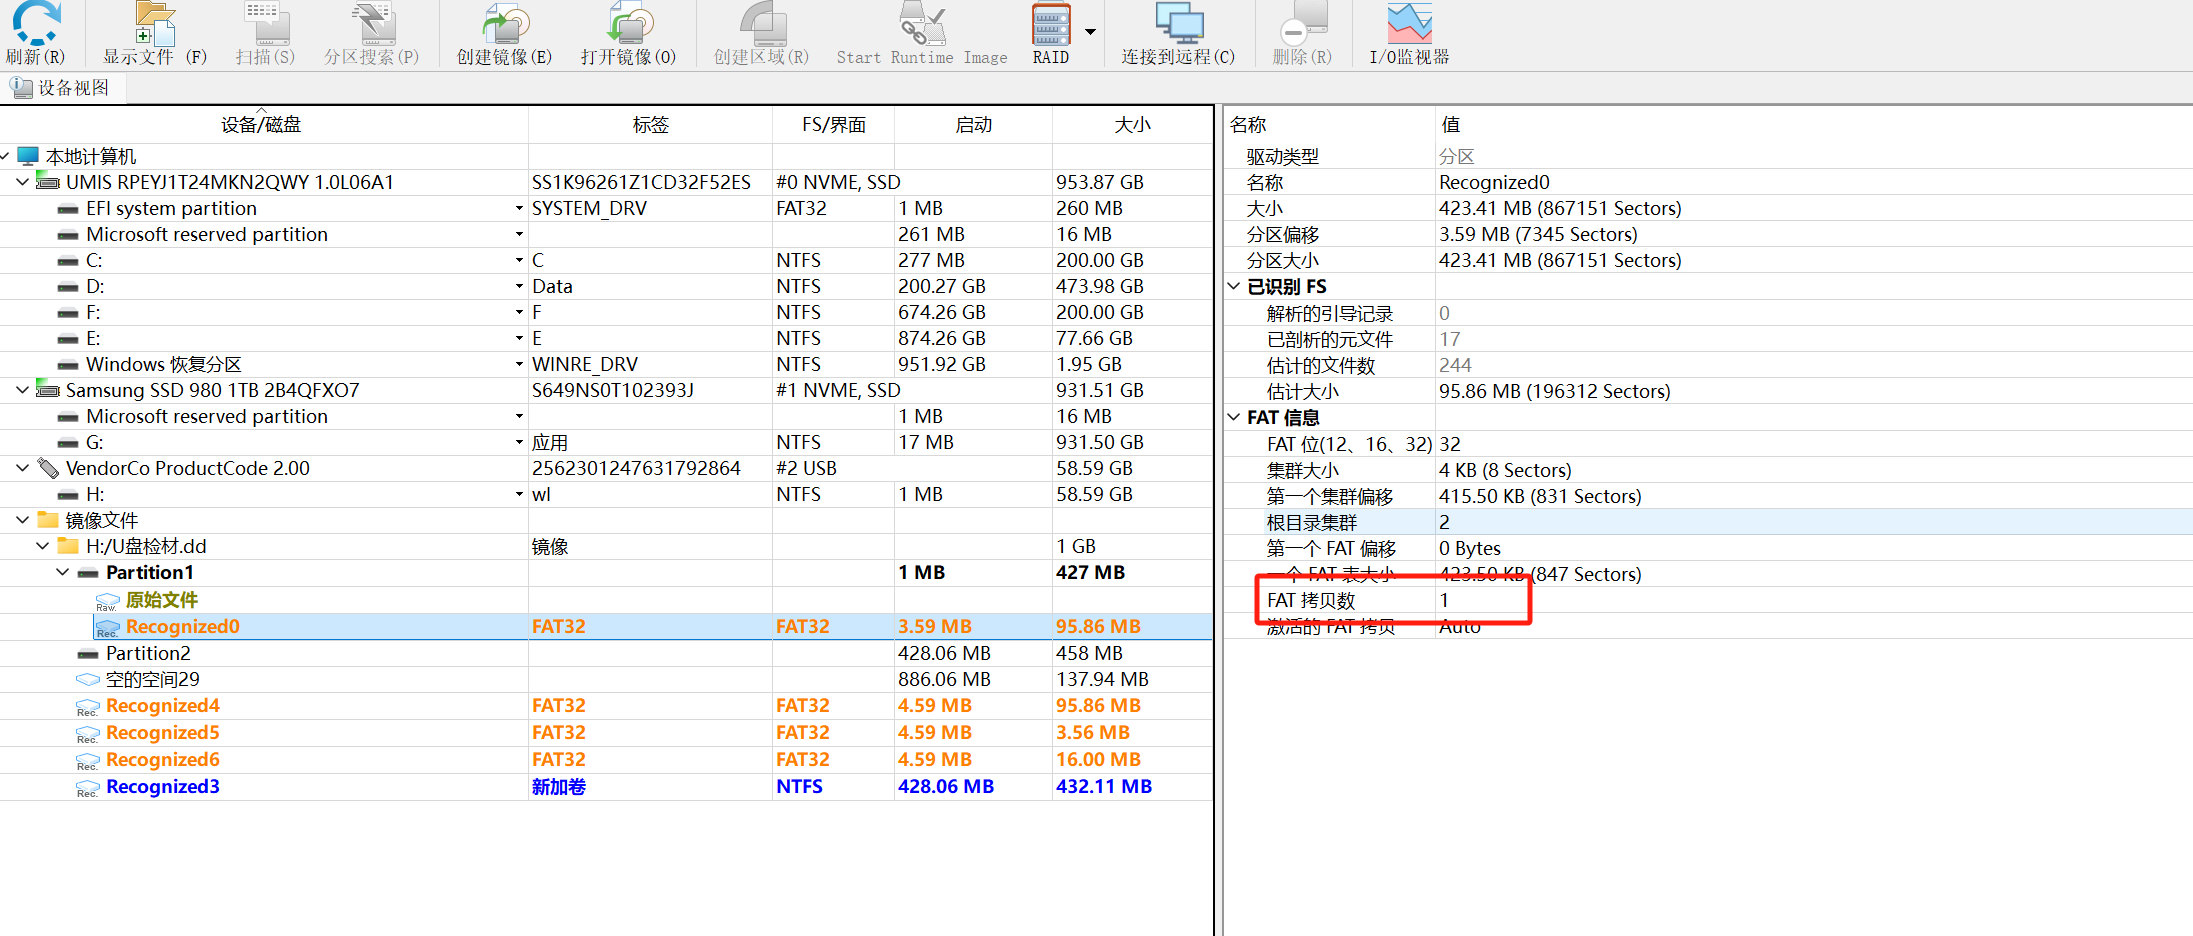 刷新(R) 显示文件 (F) 扫描(S) 分区搜索(P) 创建镜像(E) 打开镜像(O) 创建区域(R) Start Runtime Image RAID 连接到远程(C) 删除(R) I/O监视器
设备视图
设备/磁盘 标签 FS/界面 启动 大小
本地计算机
UMIS RPEYJ1T24MKN2QWY 1.0L06A1 SS1K96261Z1CD32F52ES #0 NVME, SSD 953.87 GB
EFI system partition SYSTEM_DRV FAT32 1 MB 260 MB
Microsoft reserved partition 261 MB 16 MB
C: C NTFS 277 MB 200.00 GB
D: Data NTFS 200.27 GB 473.98 GB
F: F NTFS 674.26 GB 200.00 GB
E: E NTFS 874.26 GB 77.66 GB
Windows 恢复分区 WINRE_DRV NTFS 951.92 GB 1.95 GB
Samsung SSD 980 1TB 2B4QFXO7 S649NS0T102393J #1 NVME, SSD 931.51 GB
Microsoft reserved partition 1 MB 16 MB
G: 应用 NTFS 17 MB 931.50 GB
VendorCo ProductCode 2.00 2562301247631792864 #2 USB 58.59 GB
H: wl NTFS 1 MB 58.59 GB
镜像文件
H:/U盘检材.dd 镜像 1 GB
Partition1 1 MB 427 MB
Raw. 原始文件
Rec. Recognized0 FAT32 FAT32 3.59 MB 95.86 MB
Partition2 428.06 MB 458 MB
空的空间29 886.06 MB 137.94 MB
Rec. Recognized4 FAT32 FAT32 4.59 MB 95.86 MB
Rec. Recognized5 FAT32 FAT32 4.59 MB 3.56 MB
Rec. Recognized6 FAT32 FAT32 4.59 MB 16.00 MB
Rec. Recognized3 新加卷 NTFS 428.06 MB 432.11 MB
名称 值
驱动类型 分区
名称 Recognized0
大小 423.41 MB (867151 Sectors)
分区偏移 3.59 MB (7345 Sectors)
分区大小 423.41 MB (867151 Sectors)
已识别 FS
解析的引导记录 0
已剖析的元文件 17
估计的文件数 244
估计大小 95.86 MB (196312 Sectors)
FAT 信息
FAT 位(12、16、32) 32
集群大小 4 KB (8 Sectors)
第一个集群偏移 415.50 KB (831 Sectors)
根目录集群 2
第一个 FAT 偏移 0 Bytes
一个 FAT 表大小 423.50 KB (847 Sectors)
FAT 拷贝数 1
激活的 FAT 拷贝 Auto